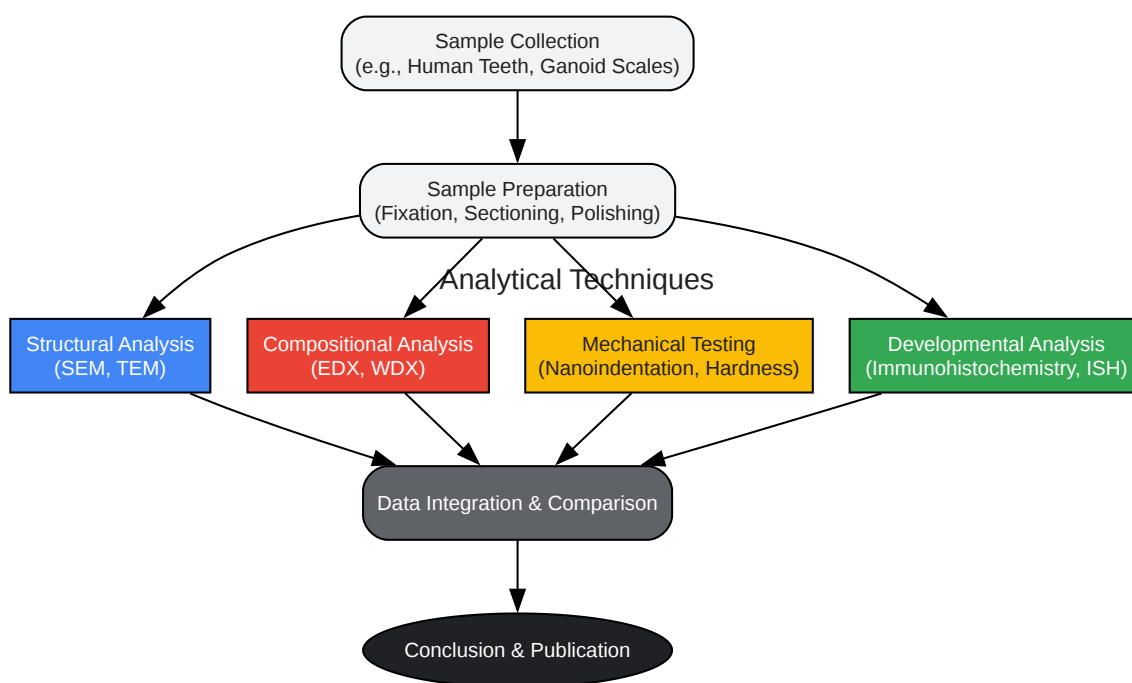 Sample Collection
(e.g., Human Teeth, Ganoid Scales)
Sample Preparation
(Fixation, Sectioning, Polishing)
Analytical Techniques
Structural Analysis
(SEM, TEM)
Compositional Analysis
(EDX, WDX)
Mechanical Testing
(Nanoindentation, Hardness)
Developmental Analysis
(Immunohistochemistry, ISH)
Data Integration & Comparison
Conclusion & Publication